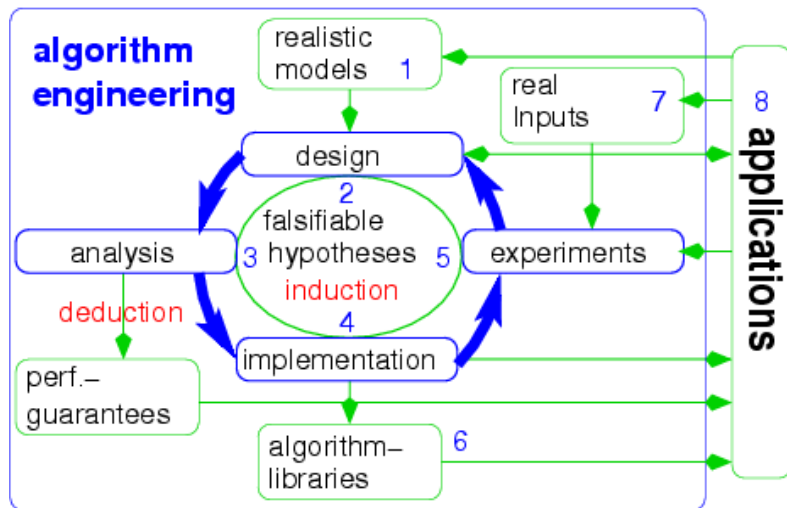 algorithm
engineering
realistic
models 1
real
Inputs 7
8
applications
design
2
falsifiable
hypotheses
induction
analysis
3
5
experiments
deduction
4
implementation
perf.–
guarantees
algorithm–
libraries
6